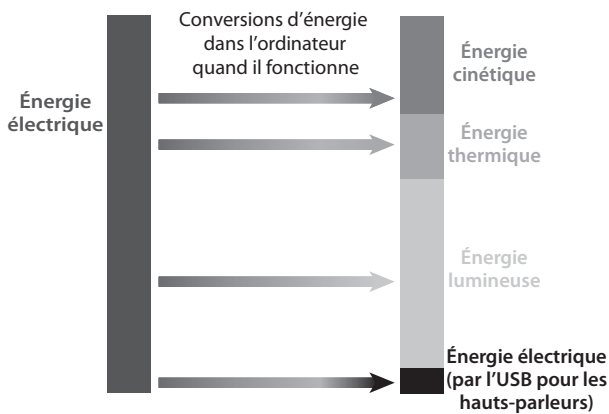 Conversions d’énergie
dans l’ordinateur
quand il fonctionne
Énergie
électrique
Énergie
cinétique
Énergie
thermique
Énergie
lumineuse
Énergie électrique
(par l’USB pour les
hauts-parleurs)